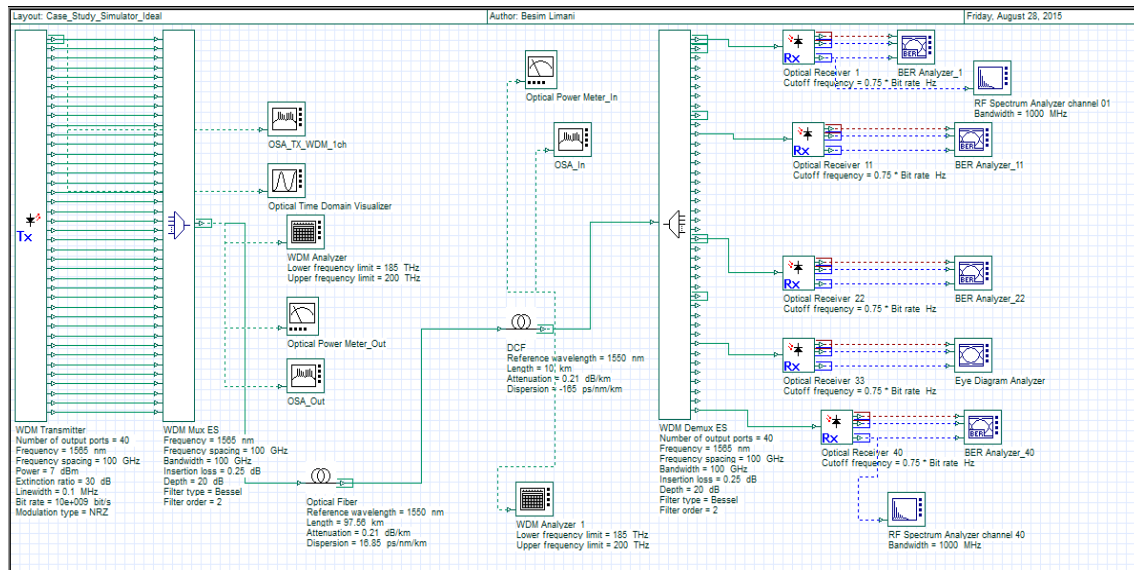 Layout: Case_Study_Simulator_Ideal
Author: Besim Limani
Friday, August 28, 2015
Tx
WDM Transmitter
Number of output ports = 40
Frequency = 1565 nm
Frequency spacing = 100 GHz
Power = 7 dBm
Extinction ratio = 30 dB
Linewidth = 0.1 MHz
Bit rate = 10e+009 bit/s
Modulation type = NRZ
WDM Mux ES
Frequency = 1565 nm
Frequency spacing = 100 GHz
Bandwidth = 100 GHz
Insertion loss = 0.25 dB
Depth = 20 dB
Filter type = Bessel
Filter order = 2
OSA_TX_WDM_1ch
Optical Time Domain Visualizer
WDM Analyzer
Lower frequency limit = 185 THz
Upper frequency limit = 200 THz
Optical Power Meter_Out
OSA_Out
Optical Fiber
Reference wavelength = 1550 nm
Length = 97.56 km
Attenuation = 0.21 dB/km
Dispersion = 16.85 ps/nm/km
Optical Power Meter_In
OSA_In
DCF
Reference wavelength = 1550 nm
Length = 10 km
Attenuation = 0.21 dB/km
Dispersion = -165 ps/nm/km
WDM Analyzer 1
Lower frequency limit = 185 THz
Upper frequency limit = 200 THz
WDM Demux ES
Number of output ports = 40
Frequency = 1565 nm
Frequency spacing = 100 GHz
Bandwidth = 100 GHz
Insertion loss = 0.25 dB
Depth = 20 dB
Filter type = Bessel
Filter order = 2
Rx
Optical Receiver 1
Cutoff frequency = 0.75 * Bit rate Hz
BER
BER Analyzer_1
RF Spectrum Analyzer channel 01
Bandwidth = 1000 MHz
Rx
Optical Receiver 11
Cutoff frequency = 0.75 * Bit rate Hz
BER
BER Analyzer_11
Rx
Optical Receiver 22
Cutoff frequency = 0.75 * Bit rate Hz
BER
BER Analyzer_22
Rx
Optical Receiver 33
Cutoff frequency = 0.75 * Bit rate Hz
Eye Diagram Analyzer
Rx
Optical Receiver 40
Cutoff frequency = 0.75 * Bit rate Hz
BER
BER Analyzer_40
RF Spectrum Analyzer channel 40
Bandwidth = 1000 MHz